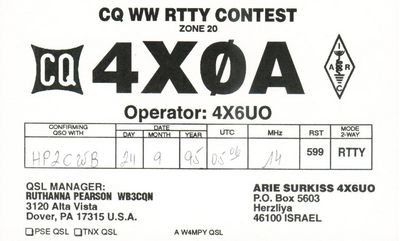 CQ WW RTTY CONTEST
ZONE 20
CQ 4XØA
I A R C
Operator: 4X6UO
CONFIRMING QSO WITH DATE UTC MHz RST MODE 2-WAY
DAY MONTH YEAR
HP2CWB 24 9 95 05 06 14 599 RTTY
QSL MANAGER:
RUTHANNA PEARSON WB3CQN
3120 Alta Vista
Dover, PA 17315 U.S.A.
ARIE SURKISS 4X6UO
P.O. Box 5603
Herzliya
46100 ISRAEL
PSE QSL TNX QSL A W4MPY QSL